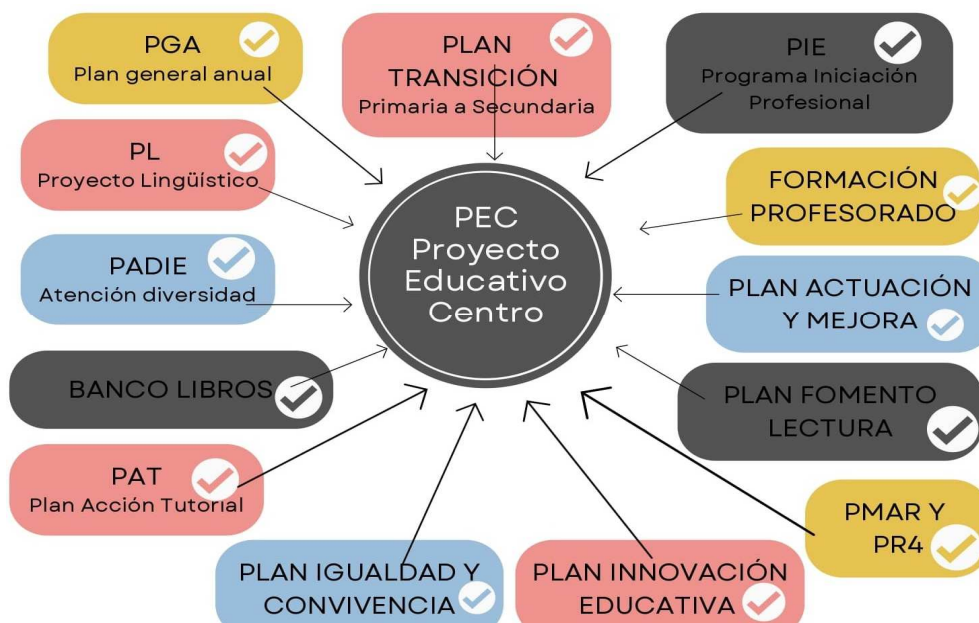 PGA
Plan general anual
PLAN
TRANSICIÓN
Primaria a Secundaria
PIE
Programa Iniciación
Profesional
PL
Proyecto Lingüístico
FORMACIÓN
PROFESORADO
PEC
Proyecto
Educativo
Centro
PADIE
Atención diversidad
PLAN ACTUACIÓN
Y MEJORA
BANCO LIBROS
PLAN FOMENTO
LECTURA
PAT
Plan Acción Tutorial
PMAR Y
PR4
PLAN IGUALDAD Y
CONVIVENCIA
PLAN INNOVACIÓN
EDUCATIVA